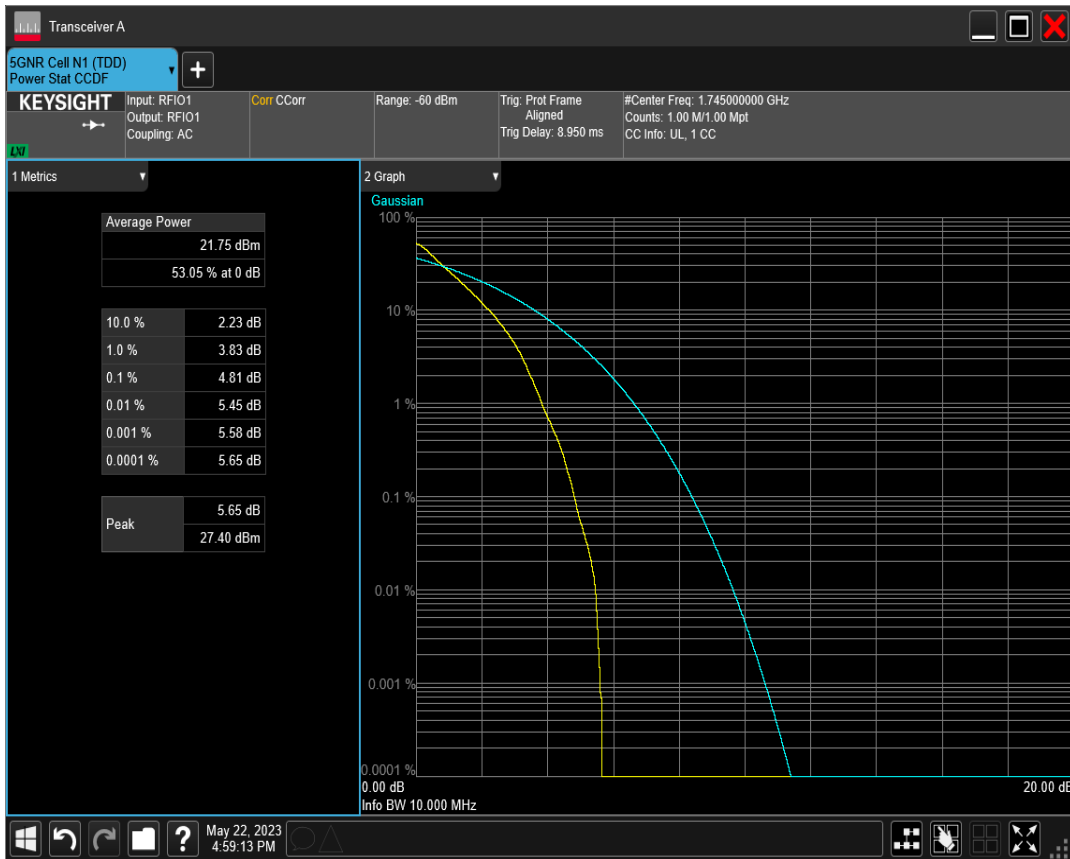 Transceiver A
5GNR Cell N1 (TDD)
Power Stat CCDF
KEYSIGHT
LXI
Input: RFIO1
Output: RFIO1
Coupling: AC
Corr CCorr
Range: -60 dBm
Trig: Prot Frame
Aligned
Trig Delay: 8.950 ms
#Center Freq: 1.745000000 GHz
Counts: 1.00 M/1.00 Mpt
CC Info: UL, 1 CC
1 Metrics
Average Power
21.75 dBm
53.05 % at 0 dB
10.0 % 2.23 dB
1.0 % 3.83 dB
0.1 % 4.81 dB
0.01 % 5.45 dB
0.001 % 5.58 dB
0.0001 % 5.65 dB
Peak
5.65 dB
27.40 dBm
2 Graph
Gaussian
100 %
10 %
1 %
0.1 %
0.01 %
0.001 %
0.0001 %
0.00 dB
20.00 dB
Info BW 10.000 MHz
?
May 22, 2023
4:59:13 PM